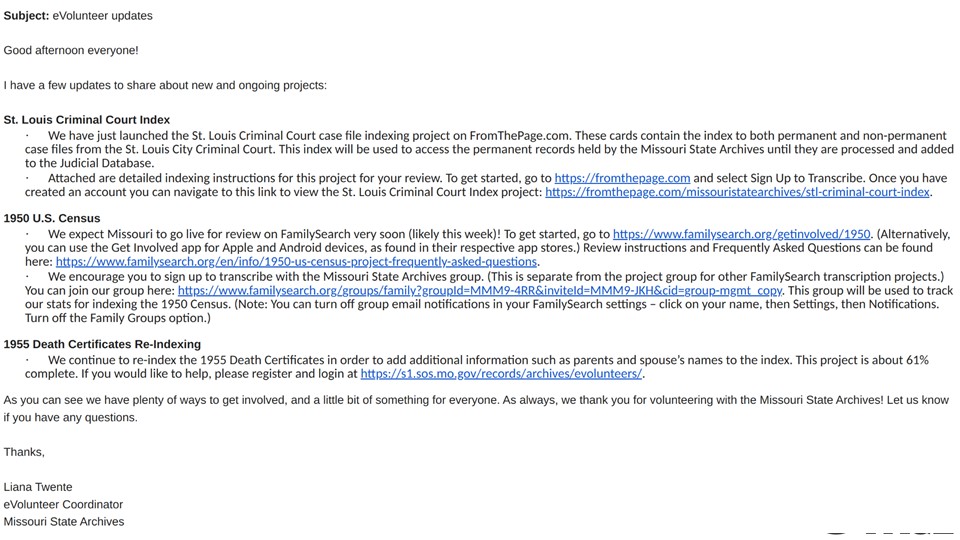 Subject: eVolunteer updates
Good afternoon everyone!
I have a few updates to share about new and ongoing projects:
St. Louis Criminal Court Index
· We have just launched the St. Louis Criminal Court case file indexing project on FromThePage.com. These cards contain the index to both permanent and non-permanent
case files from the St. Louis City Criminal Court. This index will be used to access the permanent records held by the Missouri State Archives until they are processed and added
to the Judicial Database.
· Attached are detailed indexing instructions for this project for your review. To get started, go to https://fromthepage.com and select Sign Up to Transcribe. Once you have
created an account you can navigate to this link to view the St. Louis Criminal Court Index project: https://fromthepage.com/missouristatearchives/stl-criminal-court-index.
1950 U.S. Census
· We expect Missouri to go live for review on FamilySearch very soon (likely this week)! To get started, go to https://www.familysearch.org/getinvolved/1950. (Alternatively,
you can use the Get Involved app for Apple and Android devices, as found in their respective app stores.) Review instructions and Frequently Asked Questions can be found
here: https://www.familysearch.org/en/info/1950-us-census-project-frequently-asked-questions.
· We encourage you to sign up to transcribe with the Missouri State Archives group. (This is separate from the project group for other FamilySearch transcription projects.)
You can join our group here: https://www.familysearch.org/groups/family?groupId=MMM9-4RR&inviteId=MMM9-JKH&cid=group-mgmt_copy. This group will be used to track
our stats for indexing the 1950 Census. (Note: You can turn off group email notifications in your FamilySearch settings – click on your name, then Settings, then Notifications.
Turn off the Family Groups option.)
1955 Death Certificates Re-Indexing
· We continue to re-index the 1955 Death Certificates in order to add additional information such as parents and spouse’s names to the index. This project is about 61%
complete. If you would like to help, please register and login at https://s1.sos.mo.gov/records/archives/evolunteers/.
As you can see we have plenty of ways to get involved, and a little bit of something for everyone. As always, we thank you for volunteering with the Missouri State Archives! Let us know
if you have any questions.
Thanks,
Liana Twente
eVolunteer Coordinator
Missouri State Archives